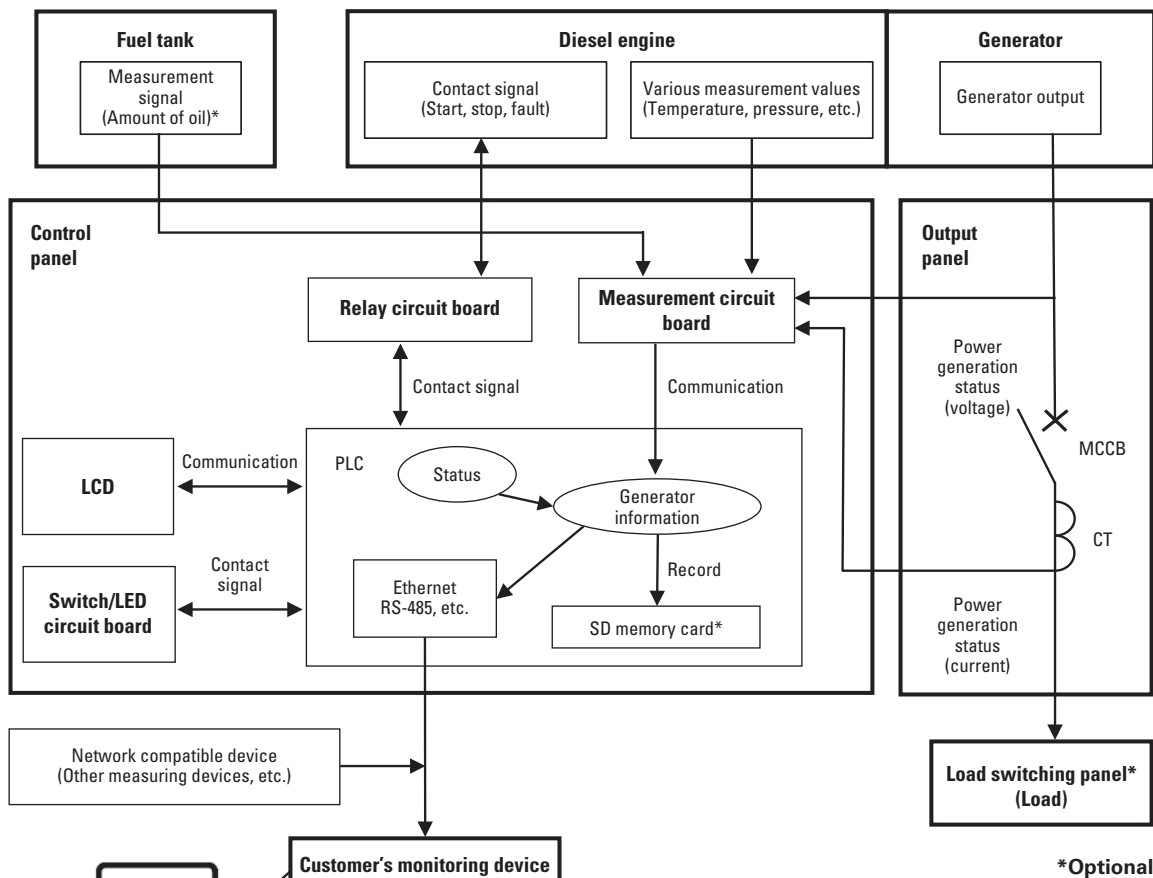 Fuel tank
Measurement
signal
(Amount of oil)*
Diesel engine
Contact signal
(Start, stop, fault)
Various measurement values
(Temperature, pressure, etc.)
Generator
Generator output
Control
panel
Relay circuit board
Measurement circuit
board
Contact signal
Communication
LCD
Communication
PLC
Status
Generator
information
Switch/LED
circuit board
Contact
signal
Ethernet
RS-485, etc.
Record
SD memory card*
Output
panel
Power
generation
status
(voltage)
MCCB
CT
Power
generation
status
(current)
Network compatible device
(Other measuring devices, etc.)
Load switching panel*
(Load)
Customer's monitoring device
*Optional